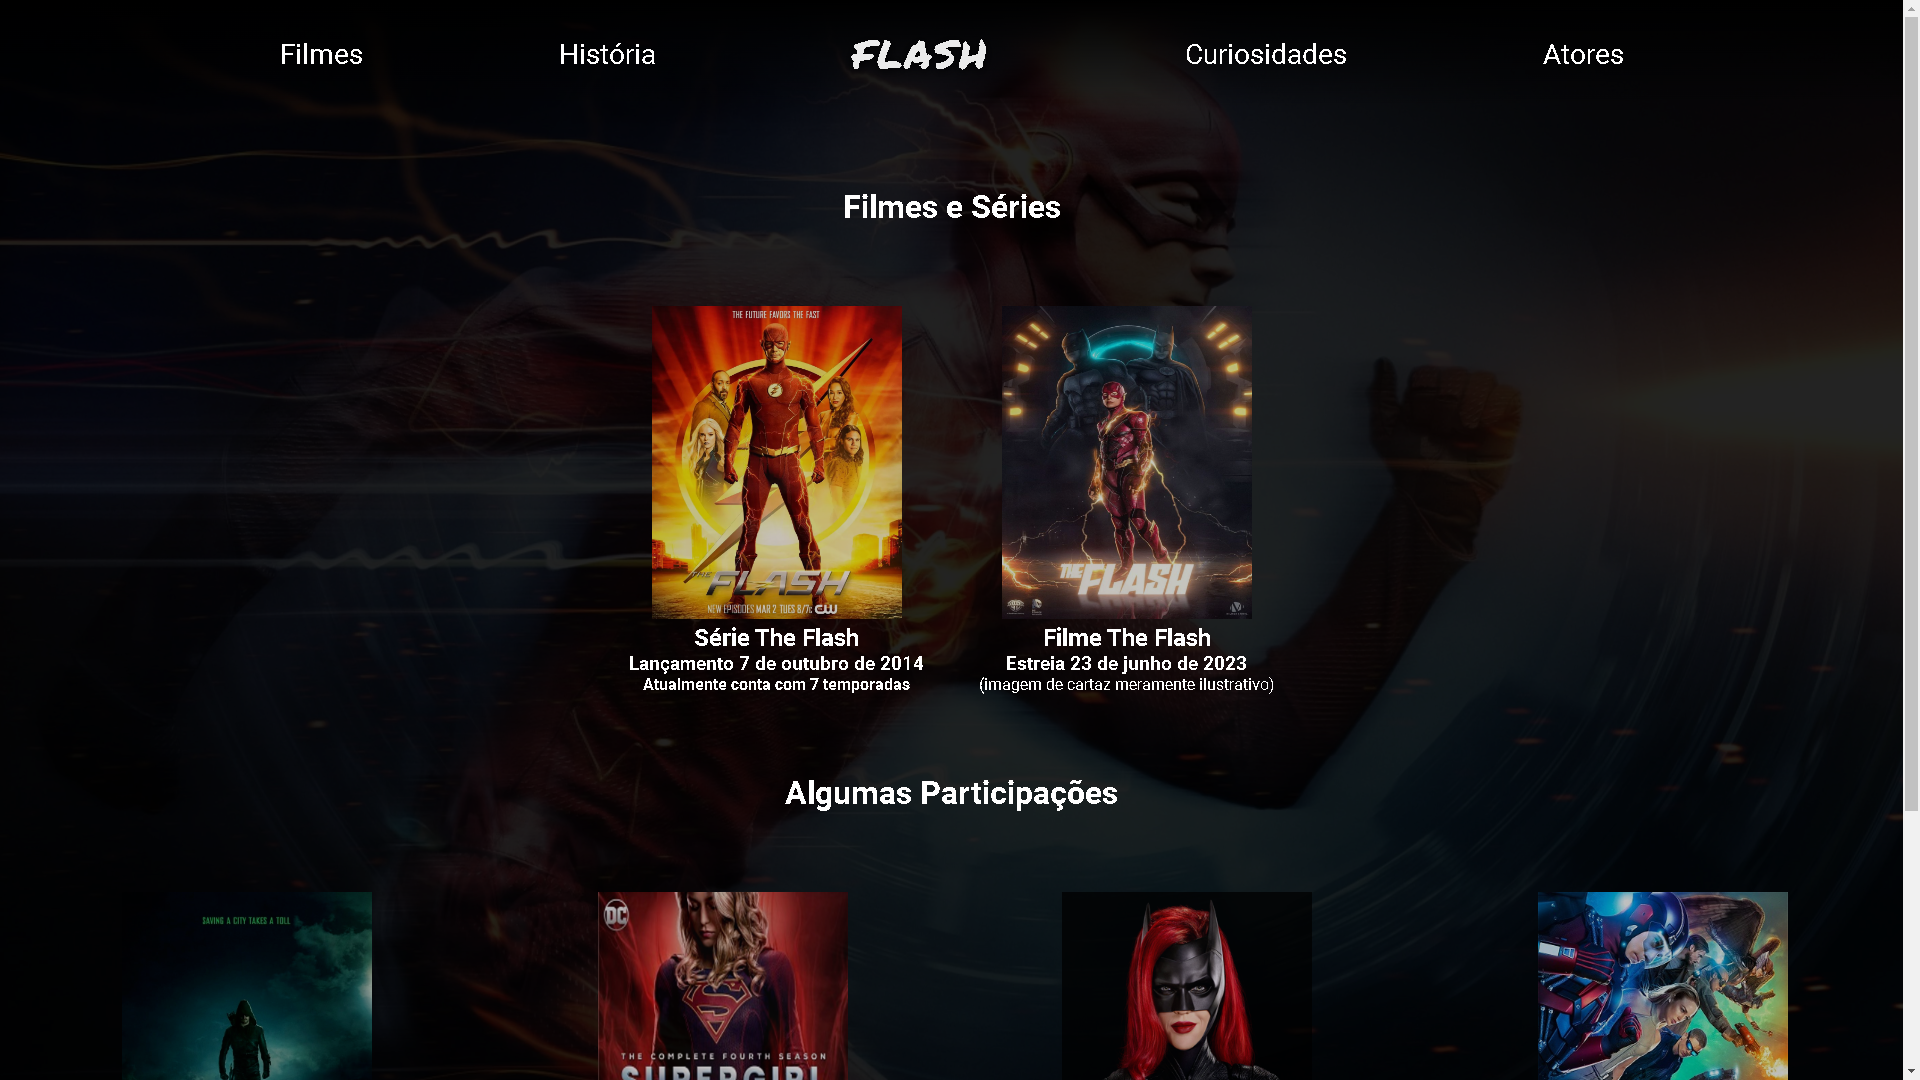 Filmes
História
FLASH
Curiosidades
Atores
Filmes e Séries
THE FUTURE FAVORS THE FAST
THE FLASH
NEW EPISODES MAR 2 TUES 8/7c CW
THE FLASH
Série The Flash
Lançamento 7 de outubro de 2014
Atualmente conta com 7 temporadas
Filme The Flash
Estreia 23 de junho de 2023
(imagem de cartaz meramente ilustrativo)
Algumas Participações
SAVING A CITY TAKES A TOLL
DC
THE COMPLETE FOURTH SEASON
SUPERGIRL